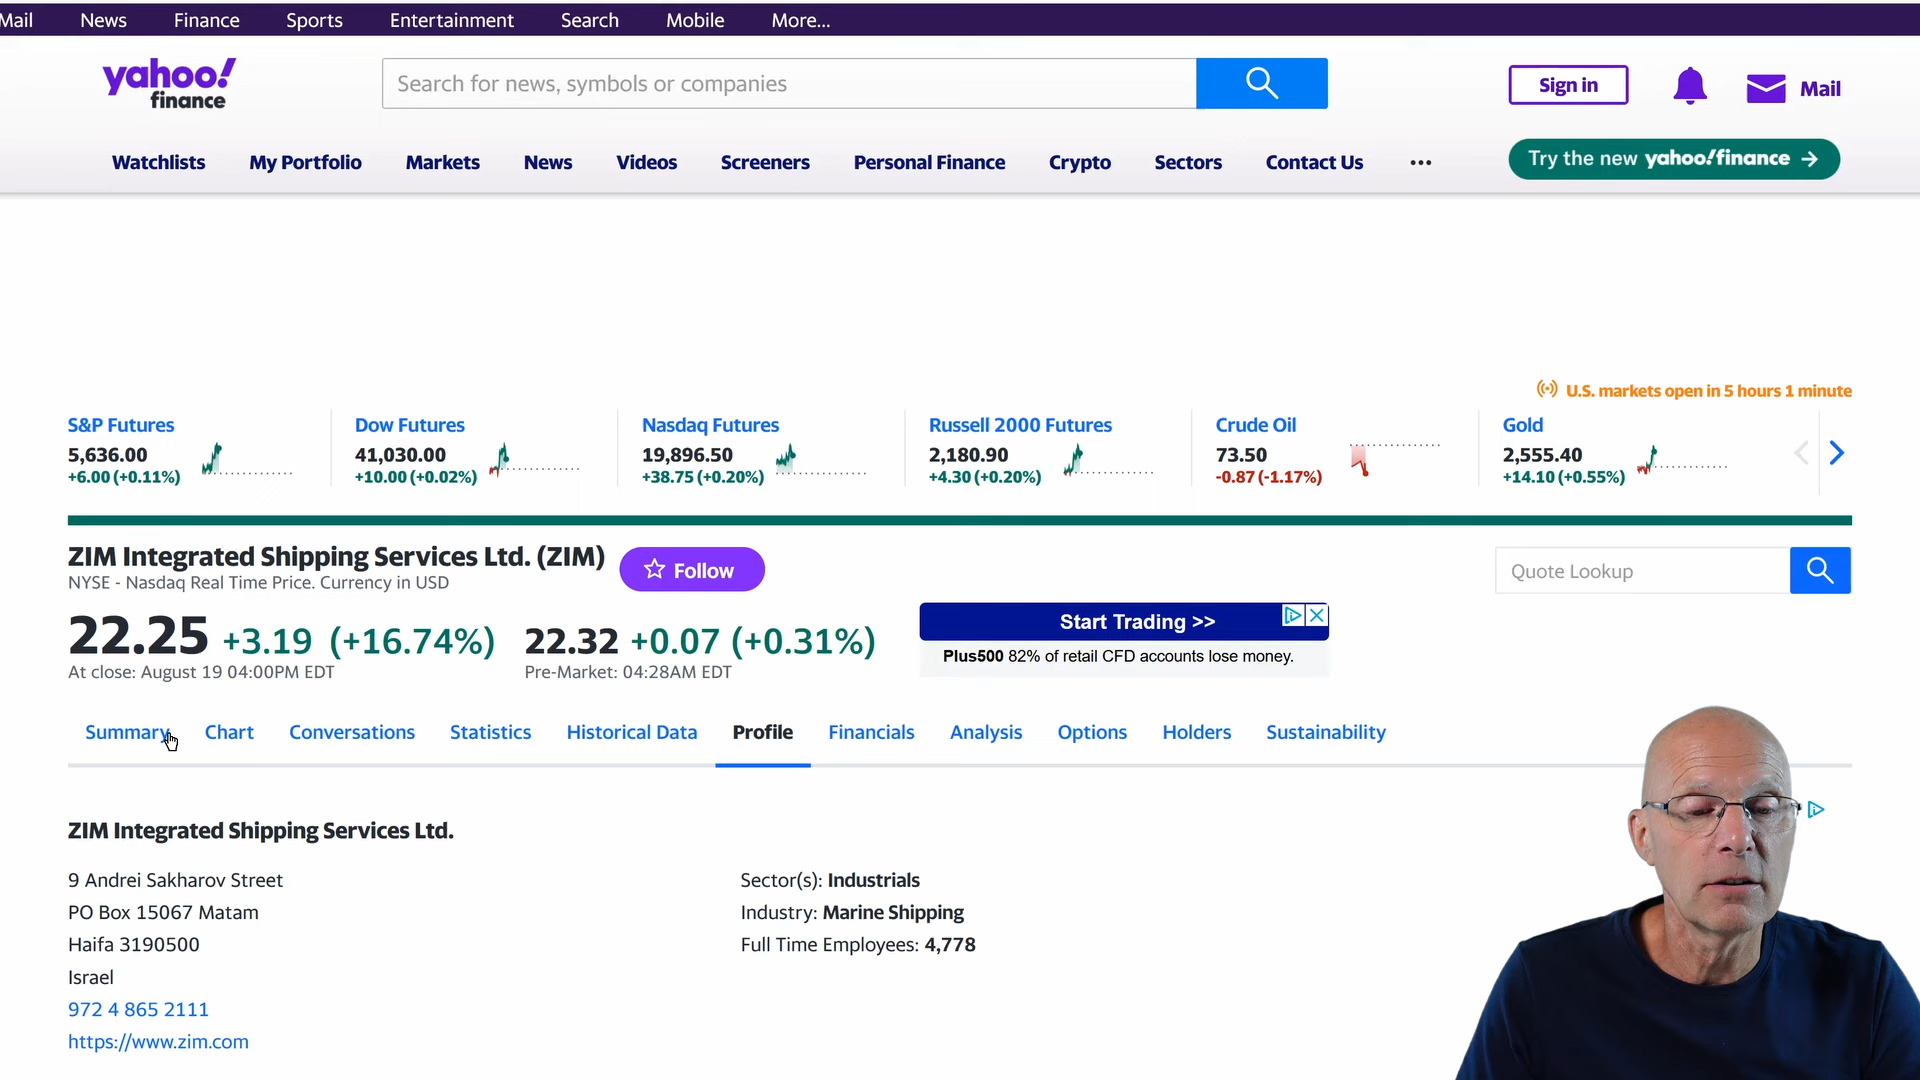 Mail News Finance Sports Entertainment Search Mobile More...
yahoo! finance
Search for news, symbols or companies
Sign in
Mail
Watchlists My Portfolio Markets News Videos Screeners Personal Finance Crypto Sectors Contact Us •••
Try the new yahoo!finance →
U.S. markets open in 5 hours 1 minute
S&P Futures
5,636.00
+6.00 (+0.11%)
Dow Futures
41,030.00
+10.00 (+0.02%)
Nasdaq Futures
19,896.50
+38.75 (+0.20%)
Russell 2000 Futures
2,180.90
+4.30 (+0.20%)
Crude Oil
73.50
-0.87 (-1.17%)
Gold
2,555.40
+14.10 (+0.55%)
ZIM Integrated Shipping Services Ltd. (ZIM)
Follow
NYSE - Nasdaq Real Time Price. Currency in USD
Quote Lookup
22.25 +3.19 (+16.74%)
At close: August 19 04:00PM EDT
22.32 +0.07 (+0.31%)
Pre-Market: 04:28AM EDT
Start Trading >>
Plus500 82% of retail CFD accounts lose money.
Summary Chart Conversations Statistics Historical Data Profile Financials Analysis Options Holders Sustainability
ZIM Integrated Shipping Services Ltd.
9 Andrei Sakharov Street
PO Box 15067 Matam
Haifa 3190500
Israel
972 4 865 2111
https://www.zim.com
Sector(s): Industrials
Industry: Marine Shipping
Full Time Employees: 4,778